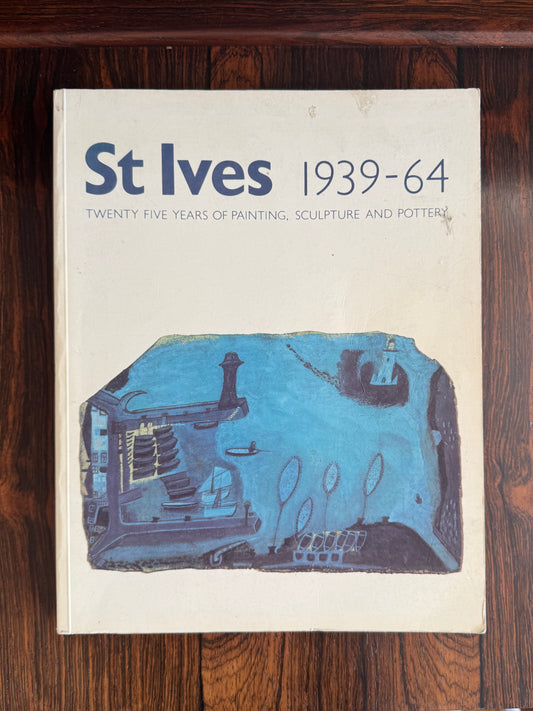 St Ives 1939-64
TWENTY FIVE YEARS OF PAINTING, SCULPTURE AND POTTERY